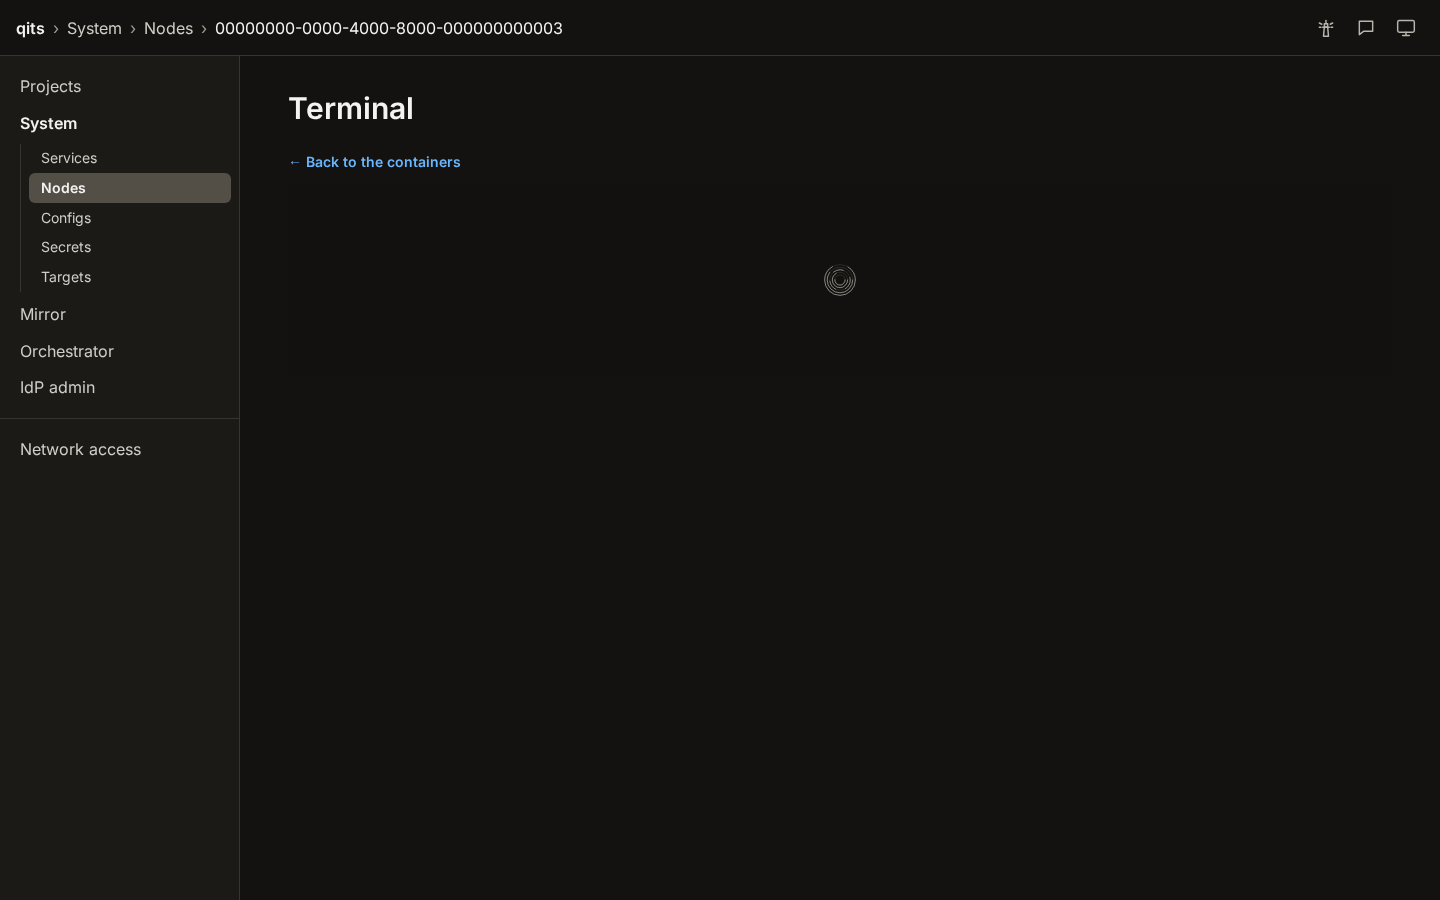 qits › System › Nodes › 00000000-0000-4000-8000-000000000003
Projects
System
Services
Nodes
Configs
Secrets
Targets
Mirror
Orchestrator
IdP admin
Network access
Terminal
← Back to the containers